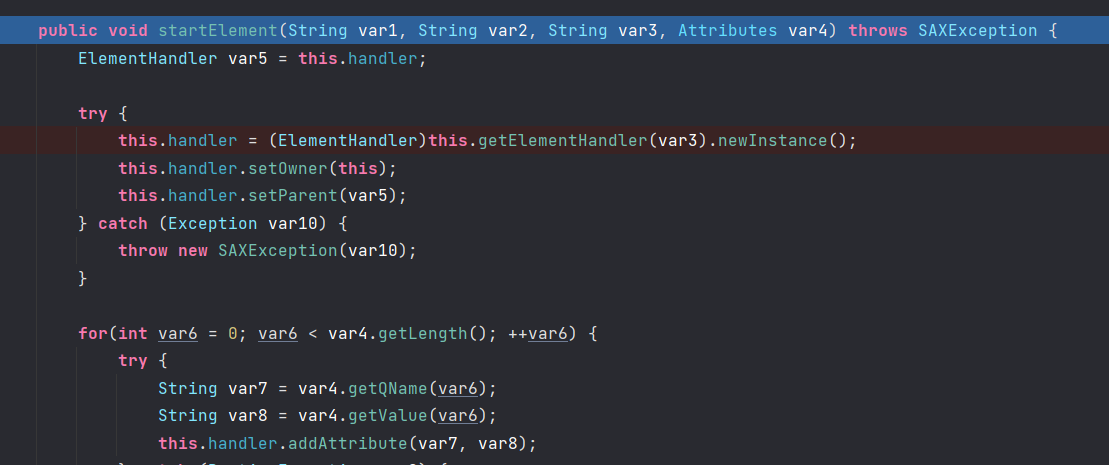 public void startElement(String var1, String var2, String var3, Attributes var4) throws SAXException {
ElementHandler var5 = this.handler;
try {
this.handler = (ElementHandler)this.getElementHandler(var3).newInstance();
this.handler.setOwner(this);
this.handler.setParent(var5);
} catch (Exception var10) {
throw new SAXException(var10);
}
for(int var6 = 0; var6 < var4.getLength(); ++var6) {
try {
String var7 = var4.getQName(var6);
String var8 = var4.getValue(var6);
this.handler.addAttribute(var7, var8);